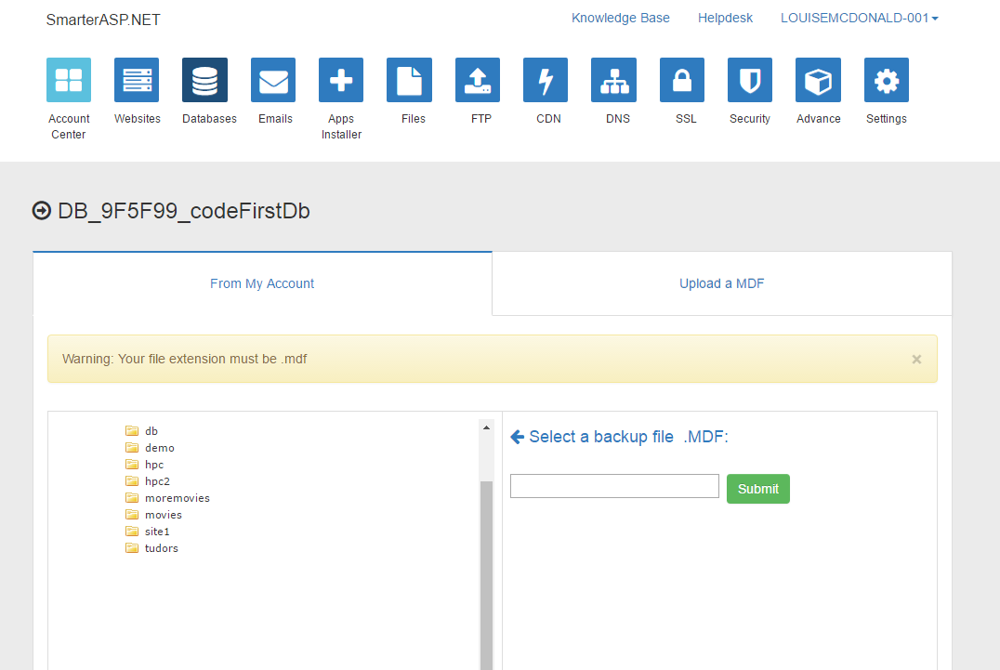 SmarterASP.NET
Knowledge Base Helpdesk LOUISEMCDONALD-001
Account Center Websites Databases Emails Apps Installer Files FTP CDN DNS SSL Security Advance Settings
DB_9F5F99_codeFirstDb
From My Account Upload a MDF
Warning: Your file extension must be .mdf ×
db
demo
hpc
hpc2
moremovies
movies
site1
tudors
Select a backup file .MDF:
Submit